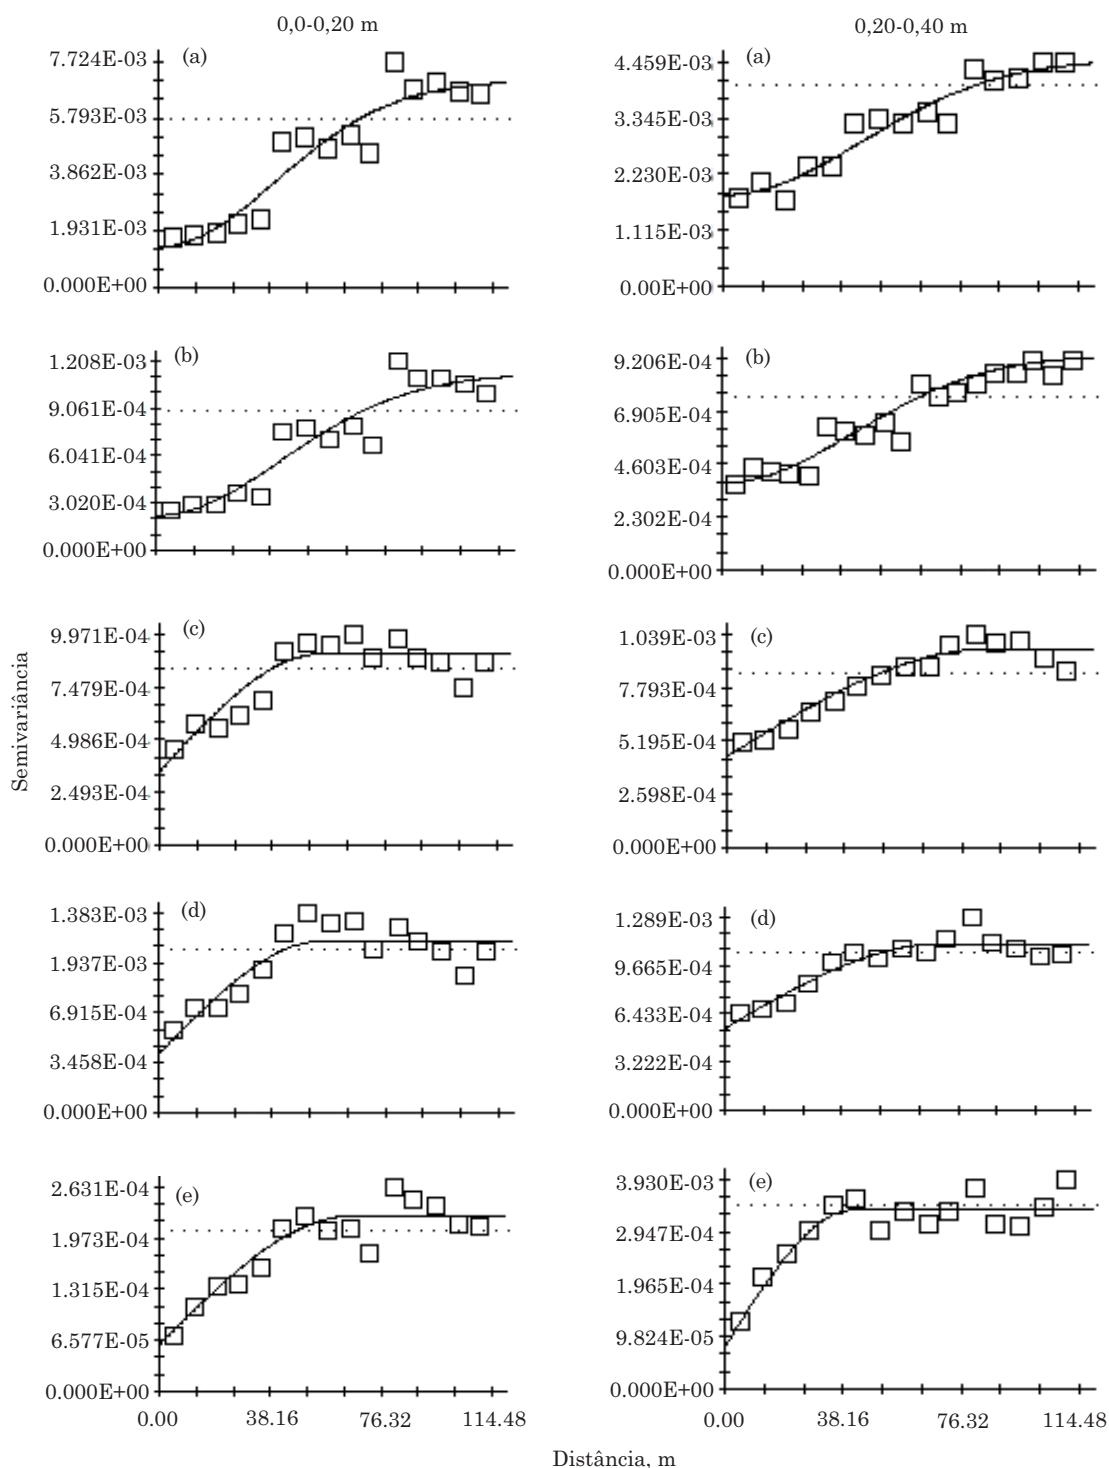 0,0-0,20 m
0,20-0,40 m
(a)
7.724E-03
5.793E-03
3.862E-03
1.931E-03
0.000E+00
(a)
4.459E-03
3.345E-03
2.230E-03
1.115E-03
0.00E+00
(b)
1.208E-03
9.061E-04
6.041E-04
3.020E-04
0.000E+00
(b)
9.206E-04
6.905E-04
4.603E-04
2.302E-04
0.000E+00
Semivariância
(c)
9.971E-04
7.479E-04
4.986E-04
2.493E-04
0.000E+00
(c)
1.039E-03
7.793E-04
5.195E-04
2.598E-04
0.000E+00
(d)
1.383E-03
1.937E-03
6.915E-04
3.458E-04
0.000E+00
(d)
1.289E-03
9.665E-04
6.433E-04
3.222E-04
0.000E+00
(e)
2.631E-04
1.973E-04
1.315E-04
6.577E-05
0.000E+00
0.00 38.16 76.32 114.48
(e)
3.930E-03
2.947E-04
1.965E-04
9.824E-05
0.000E+00
0.00 38.16 76.32 114.48
Distância, m